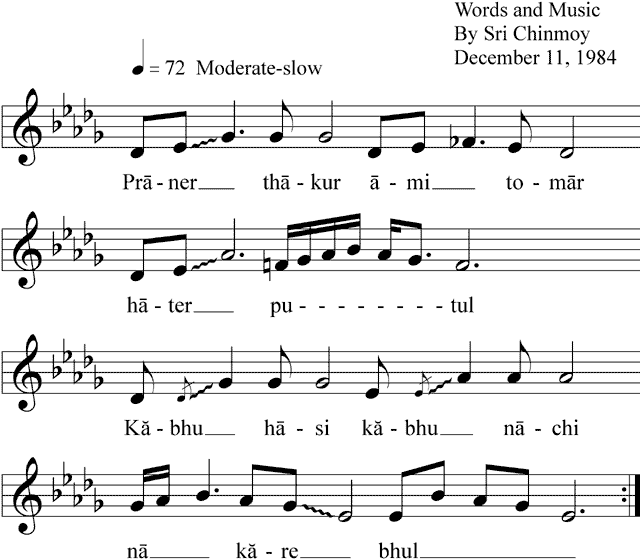 Words and Music
By Sri Chinmoy
December 11, 1984
= 72 Moderate-slow
Prā - ner thā - kur ā - mi to - mār
hā - ter pu - - - - - - - - tul
Kă - bhu hā - si kă - bhu nā - chi
nā kă - re bhul